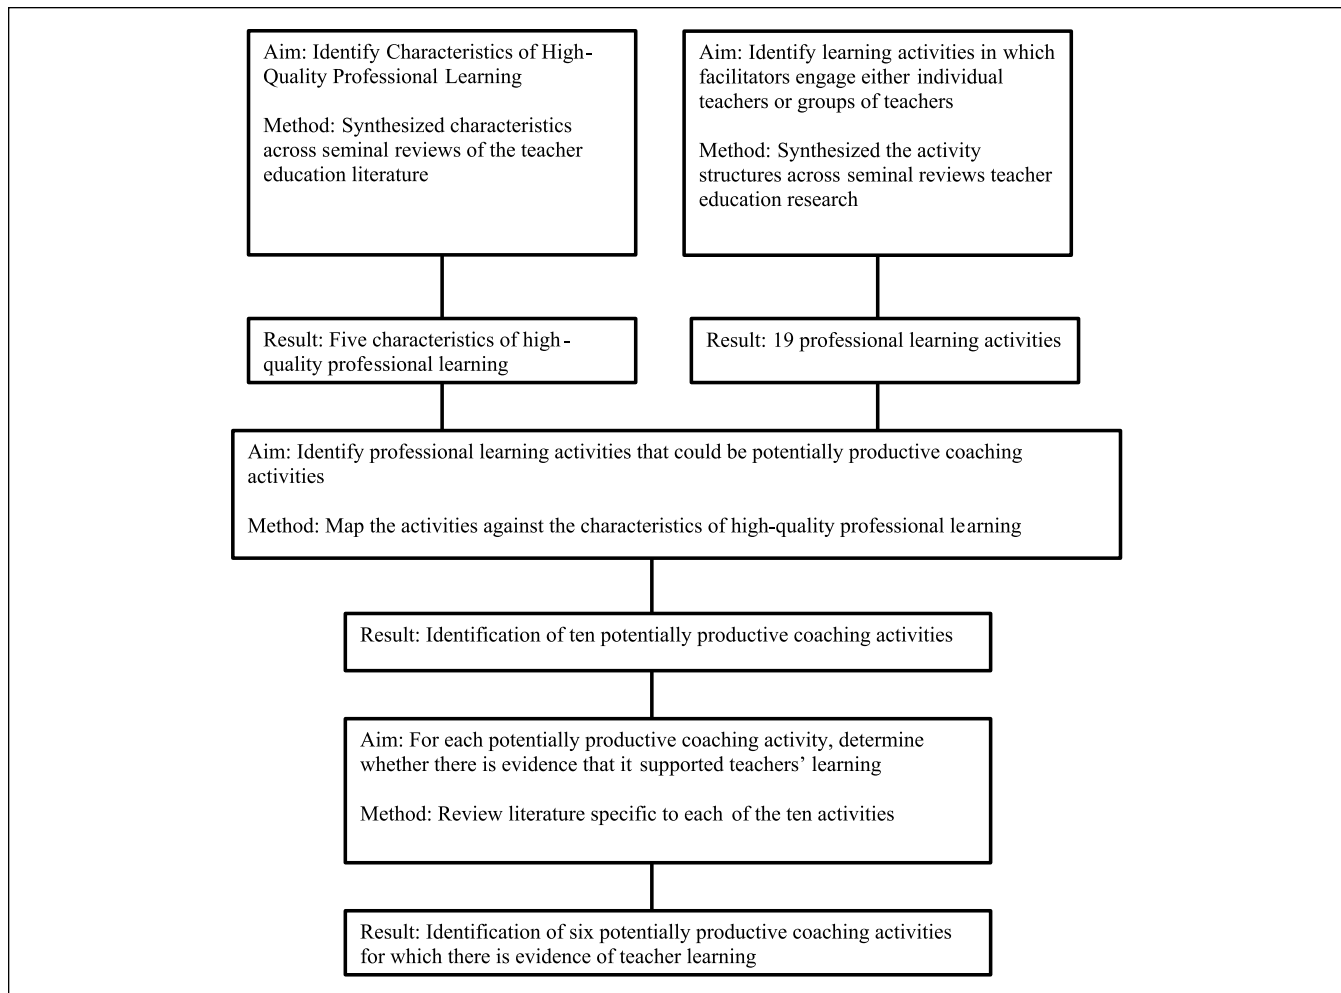 Aim: Identify Characteristics of High-
Quality Professional Learning
Method: Synthesized characteristics
across seminal reviews of the teacher
education literature
Aim: Identify learning activities in which
facilitators engage either individual
teachers or groups of teachers
Method: Synthesized the activity
structures across seminal reviews teacher
education research
Result: Five characteristics of high-
quality professional learning
Result: 19 professional learning activities
Aim: Identify professional learning activities that could be potentially productive coaching
activities
Method: Map the activities against the characteristics of high-quality professional learning
Result: Identification of ten potentially productive coaching activities
Aim: For each potentially productive coaching activity, determine
whether there is evidence that it supported teachers’ learning
Method: Review literature specific to each of the ten activities
Result: Identification of six potentially productive coaching activities
for which there is evidence of teacher learning